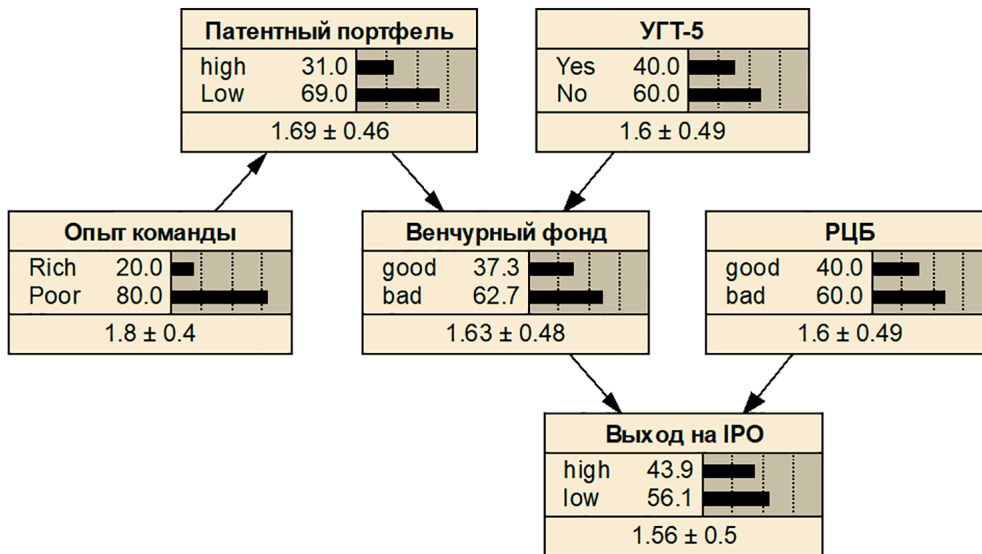 Патентный портфель
high 31.0
Low 69.0
1.69 ± 0.46
УГТ-5
Yes 40.0
No 60.0
1.6 ± 0.49
Опыт команды
Rich 20.0
Poor 80.0
1.8 ± 0.4
Венчурный фонд
good 37.3
bad 62.7
1.63 ± 0.48
РЦБ
good 40.0
bad 60.0
1.6 ± 0.49
Выход на IPO
high 43.9
low 56.1
1.56 ± 0.5